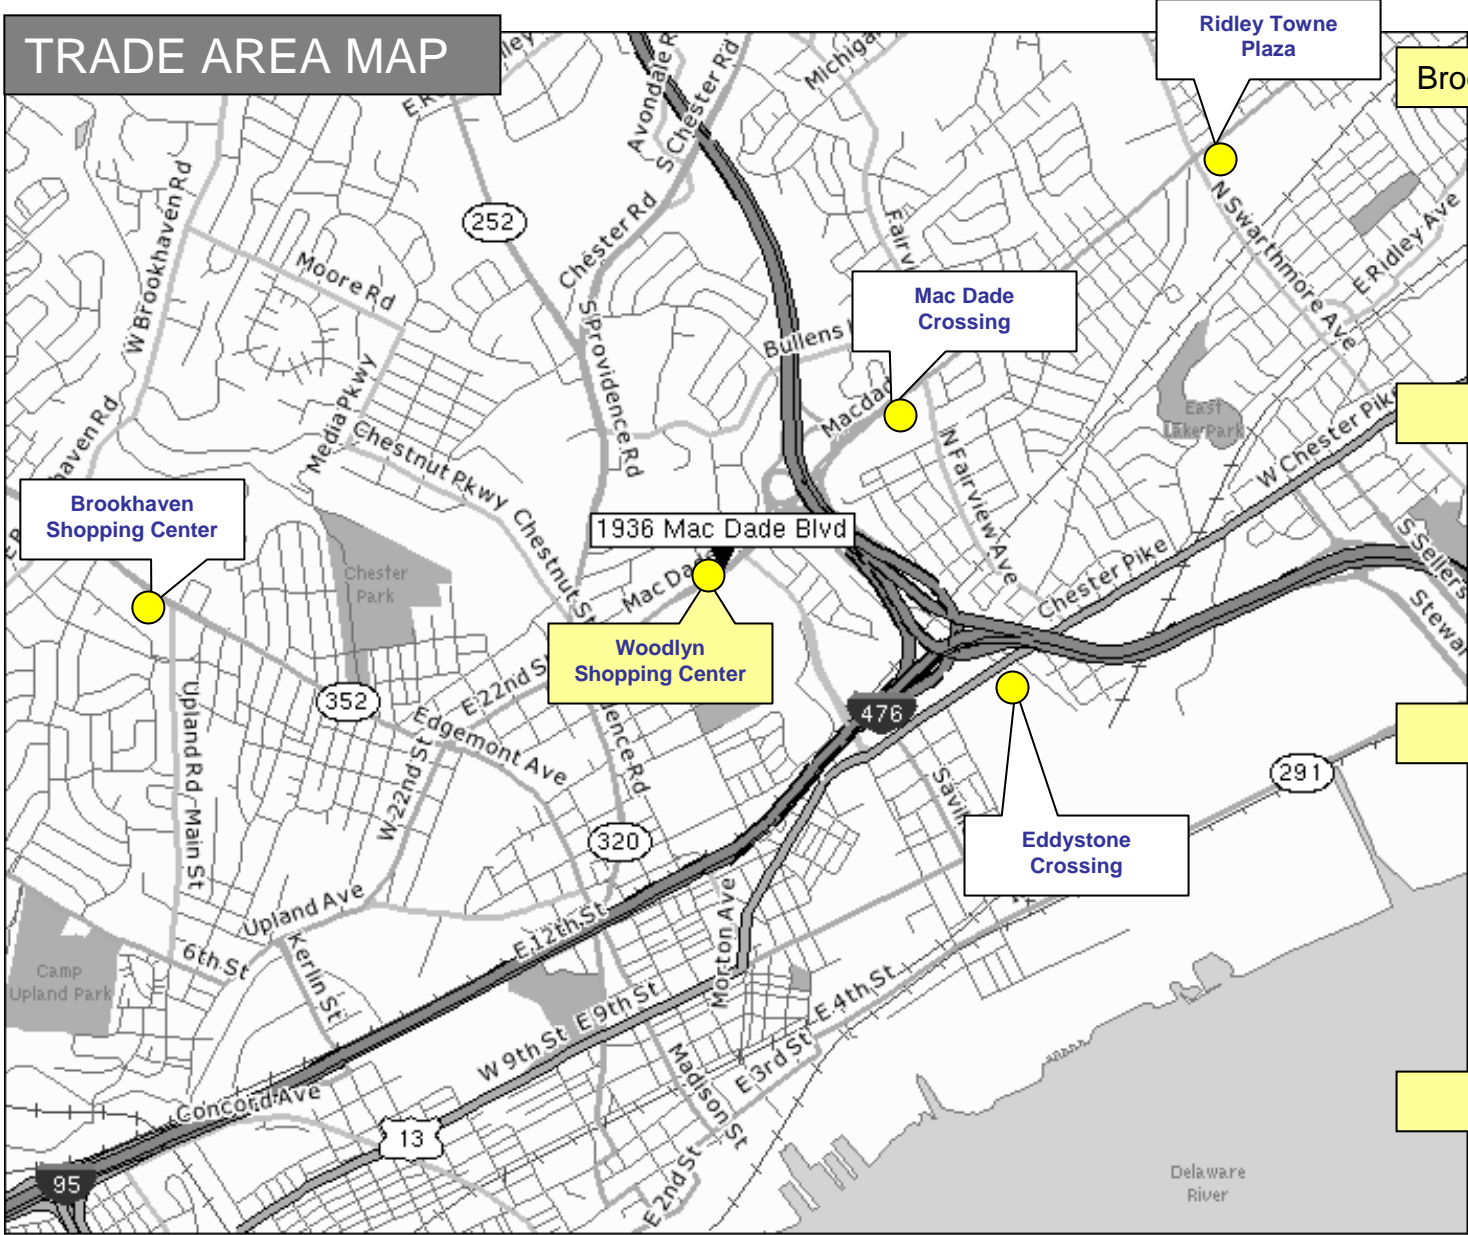 TRADE AREA MAP
Ridley Towne
Plaza
Avondale
S Chester Rd
Michigan
W Brookhaven Rd
252
Chester Rd
N Swarthmore Ave
E Ridley Ave
Moore Rd
Mac Dade
Crossing
S Providence Rd
Bullens
Macdad
East
Lake Park
W Chester Pike
Media Pkwy
haven Rd
Chestnut Pkwy
N Fairview Ave
Brookhaven
Shopping Center
1936 Mac Dade Blvd
Chestnut St
Chester Pike
S Sellers
Chester
Park
Mac Da
Woodlyn
Shopping Center
E 22nd St
352
Edgemont Ave
476
dence Rd
Upland Rd
Main St
W 22nd St
291
320
Eddystone
Crossing
Upland Ave
Morton Ave
E 12th St
6th St
Kerlin St
Camp
Upland Park
E 9th St
E 4th St
W 9th St
E 3rd St
Madison St
Concord Ave
13
E 2nd St
95
Delaware
River